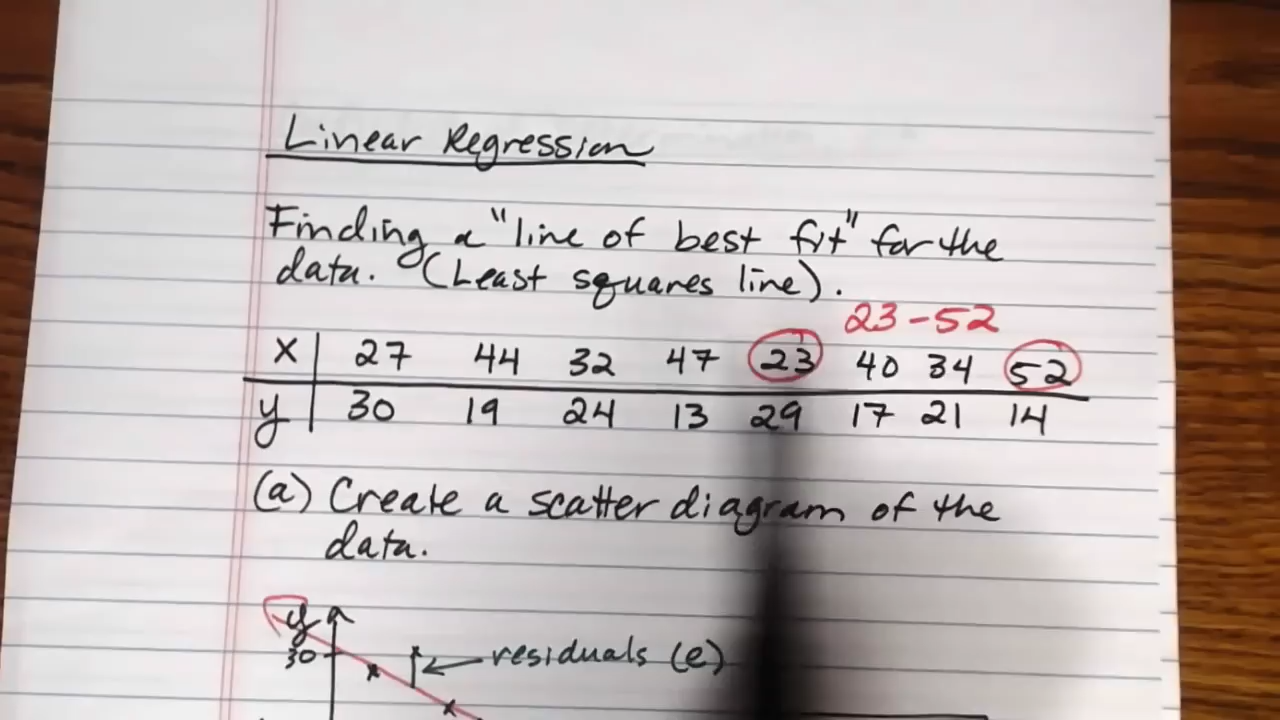 Linear Regression
Finding a "line of best fit" for the
data. (Least squares line).
23-52
x 27 44 32 47 23 40 34 52
y 30 19 24 13 29 17 21 14
(a) Create a scatter diagram of the
data.
y
30 residuals (e)